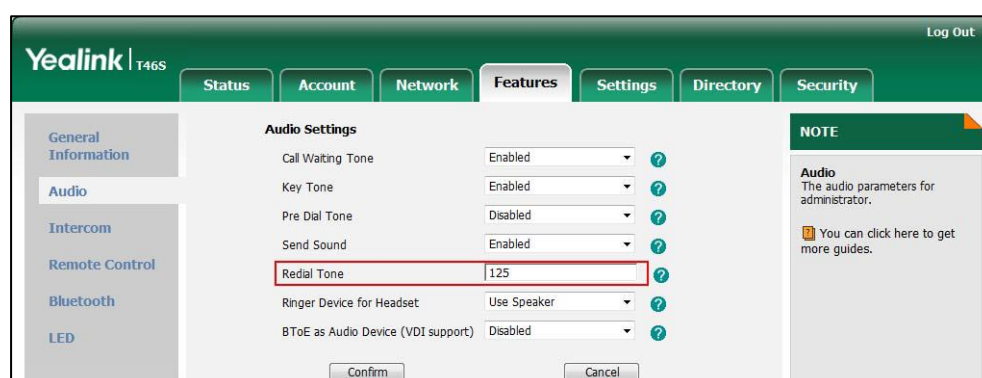 Log Out
Yealink | T46S
Status Account Network Features Settings Directory Security
General
Information
Audio
Intercom
Remote Control
Bluetooth
LED
Audio Settings
Call Waiting Tone Enabled ?
Key Tone Enabled ?
Pre Dial Tone Disabled ?
Send Sound Enabled ?
Redial Tone 125 ?
Ringer Device for Headset Use Speaker ?
BToE as Audio Device (VDI support) Disabled ?
Confirm Cancel
NOTE
Audio
The audio parameters for
administrator.
You can click here to get
more guides.